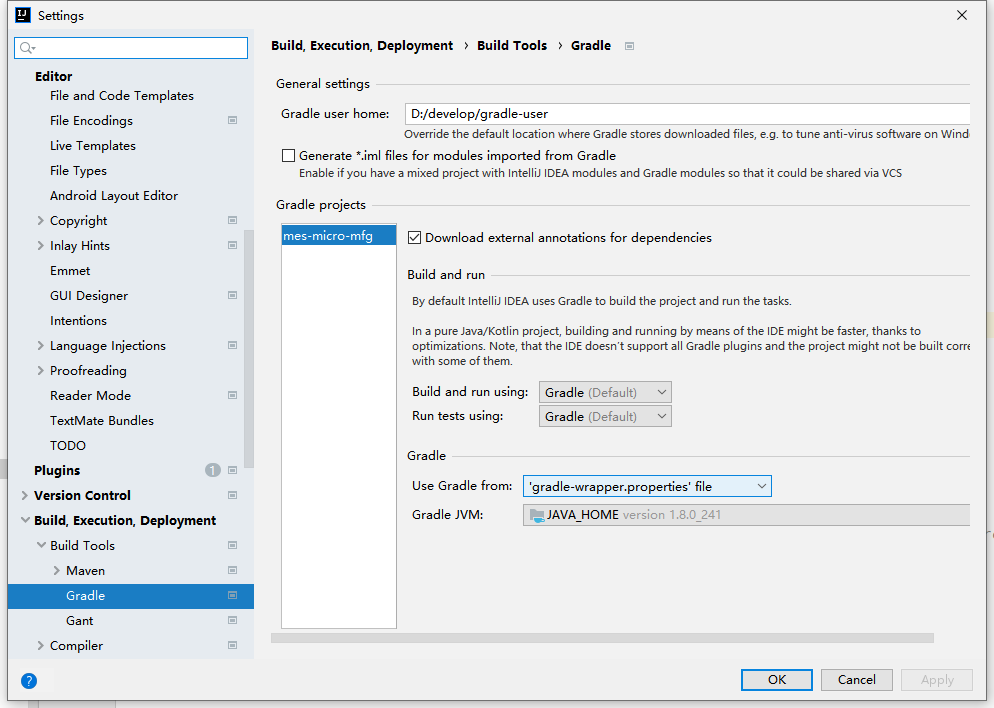 Settings
Editor
File and Code Templates
File Encodings
Live Templates
File Types
Android Layout Editor
Copyright
Inlay Hints
Emmet
GUI Designer
Intentions
Language Injections
Proofreading
Reader Mode
TextMate Bundles
TODO
Plugins 1
Version Control
Build, Execution, Deployment
Build Tools
Maven
Gradle
Gant
Compiler
Build, Execution, Deployment › Build Tools › Gradle
General settings
Gradle user home: D:/develop/gradle-user
Override the default location where Gradle stores downloaded files, e.g. to tune anti-virus software on Wind
Generate *.iml files for modules imported from Gradle
Enable if you have a mixed project with IntelliJ IDEA modules and Gradle modules so that it could be shared via VCS
Gradle projects
mes-micro-mfg
Download external annotations for dependencies
Build and run
By default IntelliJ IDEA uses Gradle to build the project and run the tasks.
In a pure Java/Kotlin project, building and running by means of the IDE might be faster, thanks to
optimizations. Note, that the IDE doesn't support all Gradle plugins and the project might not be built corre
with some of them.
Build and run using: Gradle (Default)
Run tests using: Gradle (Default)
Gradle
Use Gradle from: 'gradle-wrapper.properties' file
Gradle JVM: JAVA_HOME version 1.8.0_241
?
OK
Cancel
Apply